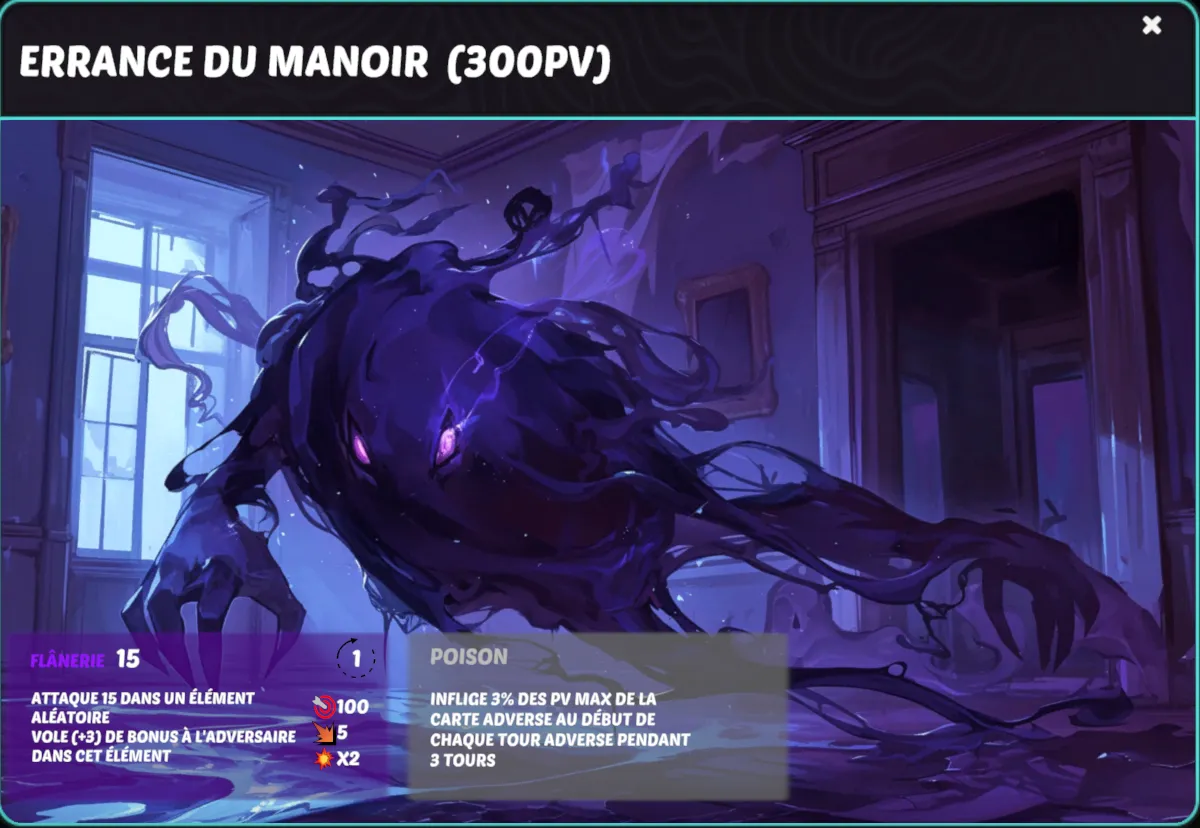 ERRANCE DU MANOIR (300PV)
FLÂNERIE 15
1
ATTAQUE 15 DANS UN ÉLÉMENT
ALÉATOIRE
VOLE (+3) DE BONUS À L'ADVERSAIRE
DANS CET ÉLÉMENT
100
5
X2
POISON
INFLIGE 3% DES PV MAX DE LA
CARTE ADVERSE AU DÉBUT DE
CHAQUE TOUR ADVERSE PENDANT
3 TOURS